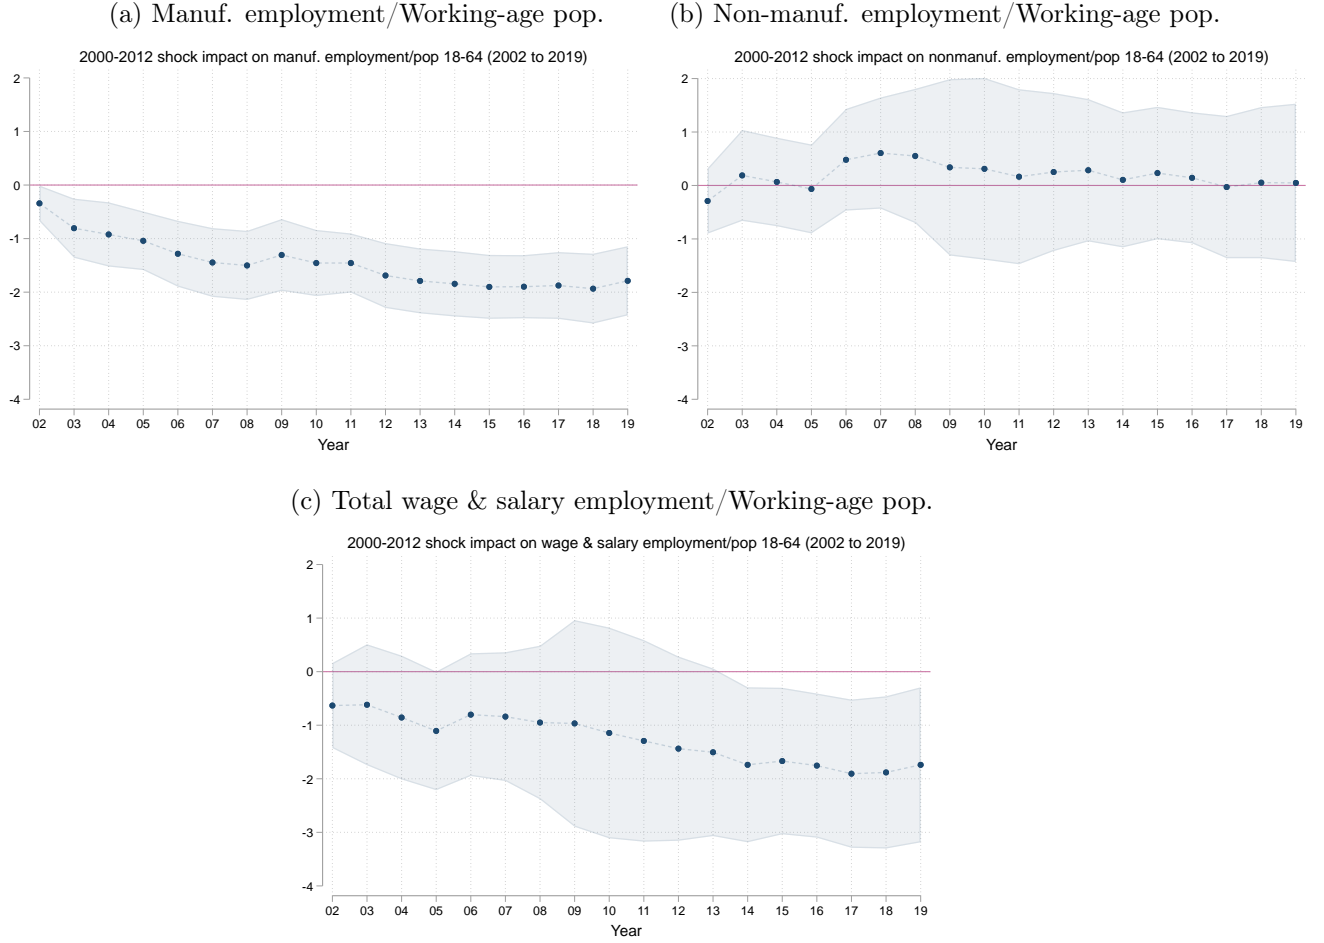 (a) Manuf. employment/Working-age pop.
2000-2012 shock impact on manuf. employment/pop 18-64 (2002 to 2019)
2
1
0
-1
-2
-3
-4
02 03 04 05 06 07 08 09 10 11 12 13 14 15 16 17 18 19
Year
(b) Non-manuf. employment/Working-age pop.
2000-2012 shock impact on nonmanuf. employment/pop 18-64 (2002 to 2019)
2
1
0
-1
-2
-3
-4
02 03 04 05 06 07 08 09 10 11 12 13 14 15 16 17 18 19
Year
(c) Total wage & salary employment/Working-age pop.
2000-2012 shock impact on wage & salary employment/pop 18-64 (2002 to 2019)
2
1
0
-1
-2
-3
-4
02 03 04 05 06 07 08 09 10 11 12 13 14 15 16 17 18 19
Year